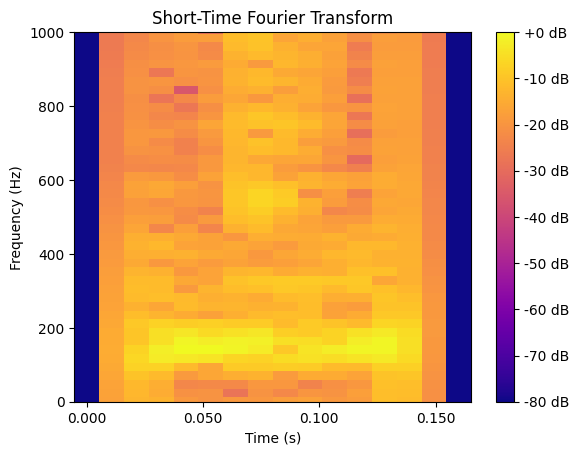 Short-Time Fourier Transform
1000
800
600
400
200
0
Frequency (Hz)
0.000
0.050
0.100
0.150
Time (s)
+0 dB
-10 dB
-20 dB
-30 dB
-40 dB
-50 dB
-60 dB
-70 dB
-80 dB